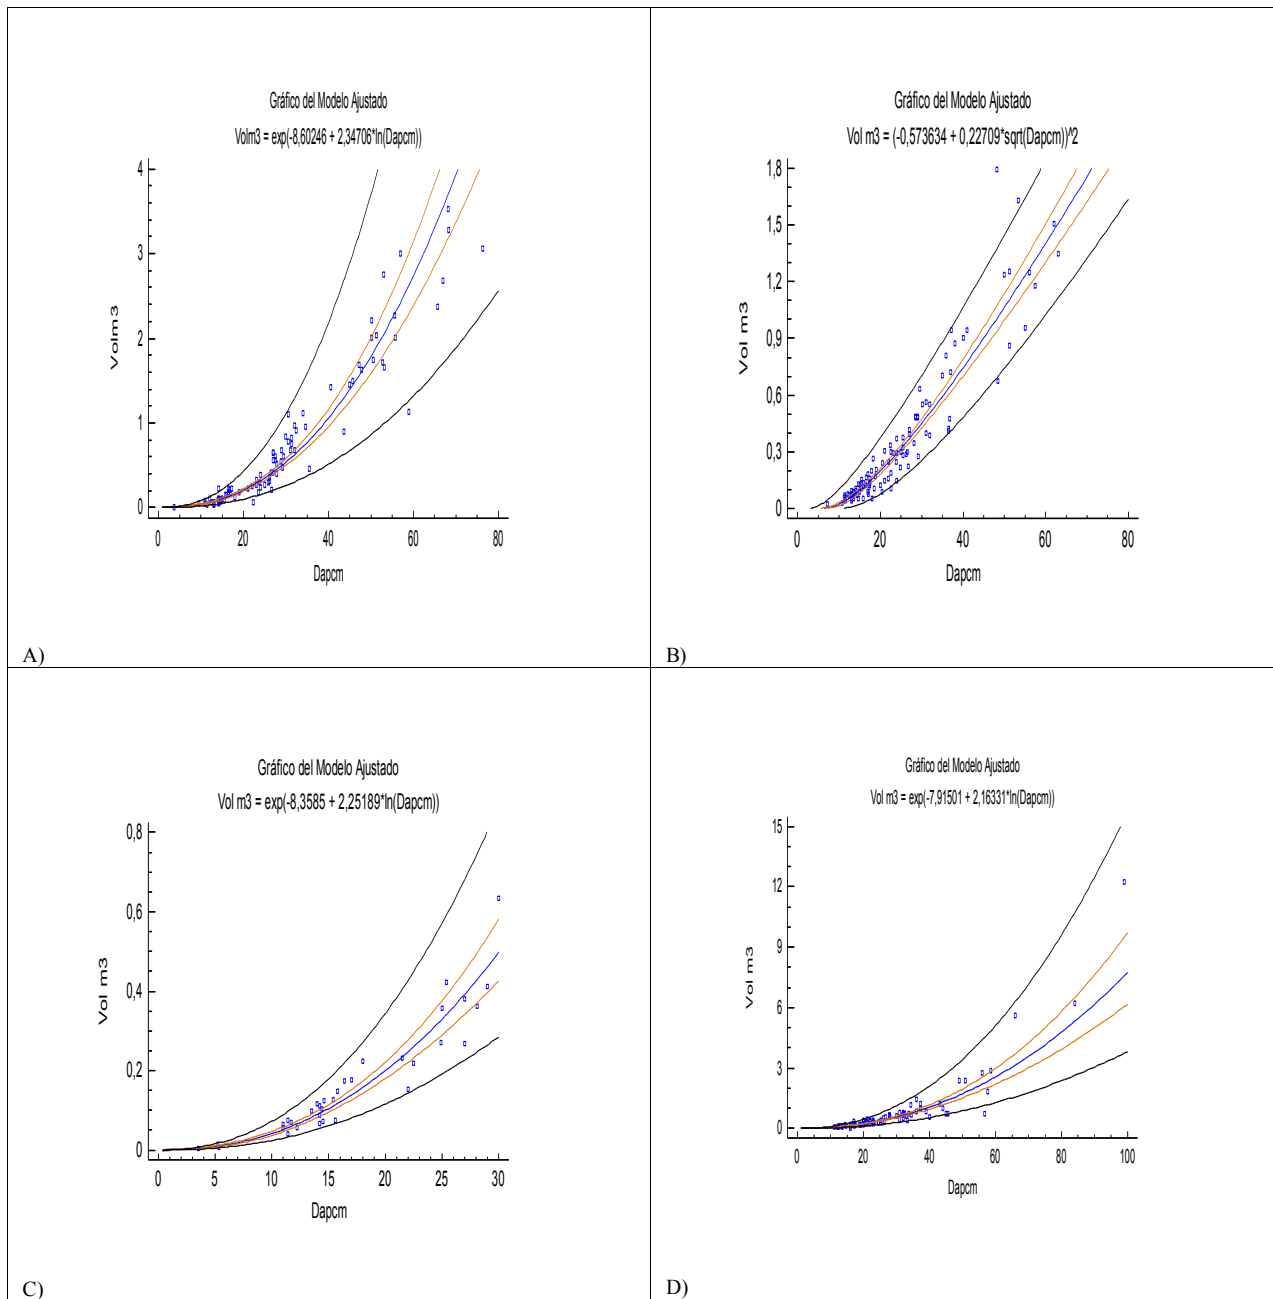 Gráfico del Modelo Ajustado
Volm3 = exp(-8,60246 + 2,34706*ln(Dapcm))
4
3
2
1
0
Volm3
0 20 40 60 80
Dapcm
A)
Gráfico del Modelo Ajustado
Vol m3 = (-0,573634 + 0,22709*sqrt(Dapcm))^2
1,8
1,5
1,2
0,9
0,6
0,3
0
Vol m3
0 20 40 60 80
Dapcm
B)
Gráfico del Modelo Ajustado
Vol m3 = exp(-8,3585 + 2,25189*ln(Dapcm))
0,8
0,6
0,4
0,2
0
Vol m3
0 5 10 15 20 25 30
Dapcm
C)
Gráfico del Modelo Ajustado
Vol m3 = exp(-7,91501 + 2,16331*ln(Dapcm))
15
12
9
6
3
0
Vol m3
0 20 40 60 80 100
Dapcm
D)